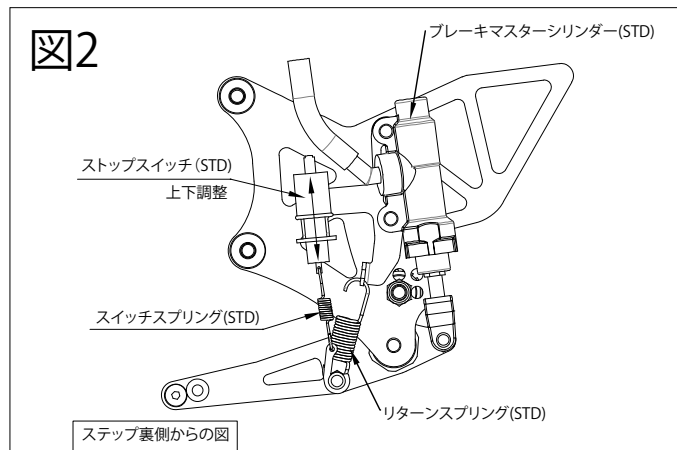 図2
ブレーキマスターシリンダー(STD)
ストップスイッチ(STD)
上下調整
スイッチスプリング(STD)
リターンスプリング(STD)
ステップ裏側からの図